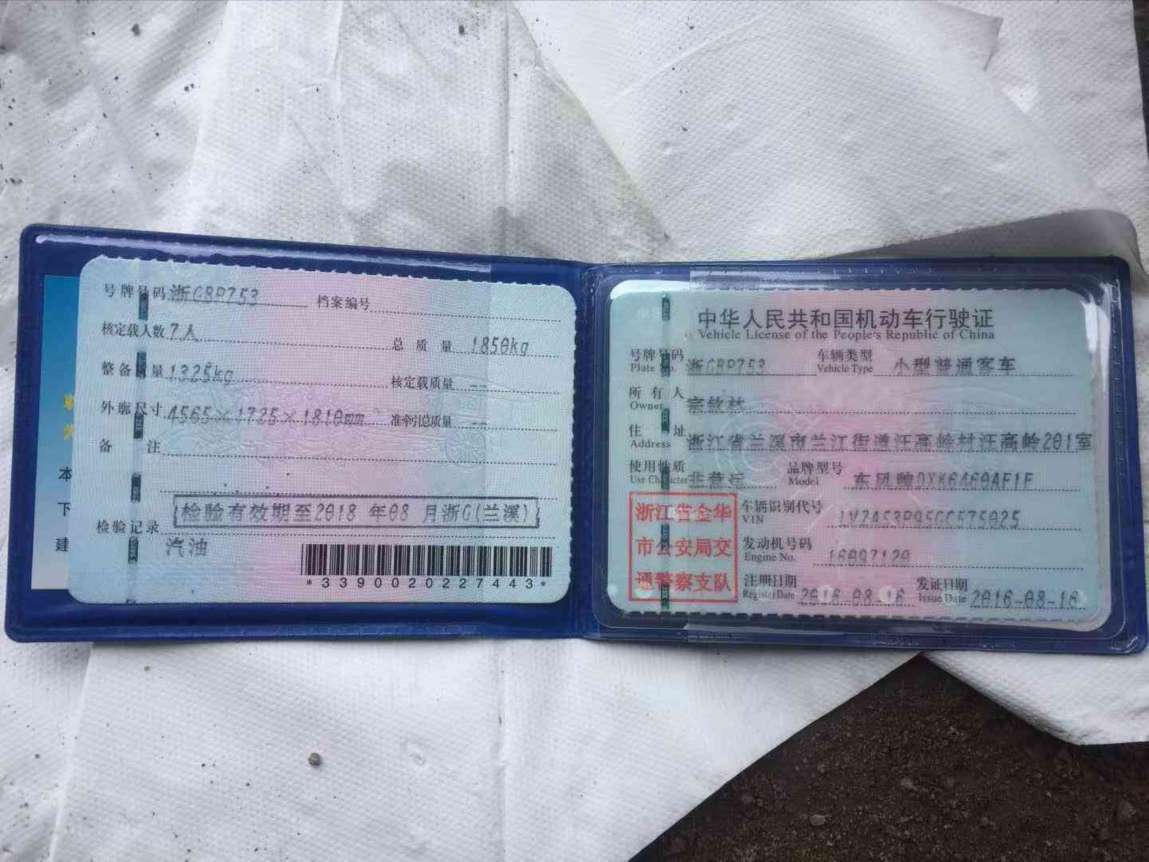 号牌号码 浙GBP753 档案编号
核定载人数 7人 总质量 1850kg
整备质量 1325kg 核定载质量 --
外廓尺寸 4565×1725×1810mm 准牵引总质量 --
备注
检验记录 检验有效期至2018 年08 月浙G(兰溪)
汽油
*3390020227443*
中华人民共和国机动车行驶证
Vehicle License of the People's Republic of China
号牌号码 浙GBP753 车辆类型 小型普通客车
Plate No. Vehicle Type
所有人
Owner
住址 浙江省兰溪市兰江街道汪高岭村汪高岭201室
Address
使用性质 非营运 品牌型号 东风牌DXK6460AF1F
Use Character Model
浙江省金华
市公安局交
通警察支队
车辆识别代号
VIN
发动机号码 16097120
Engine No.
注册日期 2016-08-16 发证日期 2016-08-16
Register Date Issue Date
本
下
建